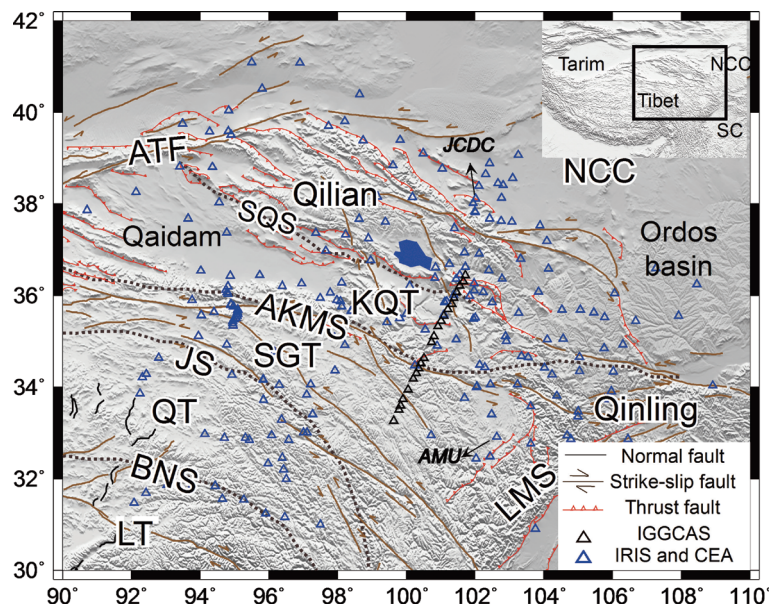 42°
40°
38°
36°
34°
32°
30°
90°
92°
94°
96°
98°
100°
102°
104°
106°
108°
110°
Tarim
NCC
Tibet
SC
JCDC
NCC
ATF
Qilian
SQS
Qaidam
Ordos
basin
AKMS
KQT
JS
SGT
QT
Qinling
AMU
BNS
LMS
LT
Normal fault
Strike-slip fault
Thrust fault
IGGCAS
IRIS and CEA